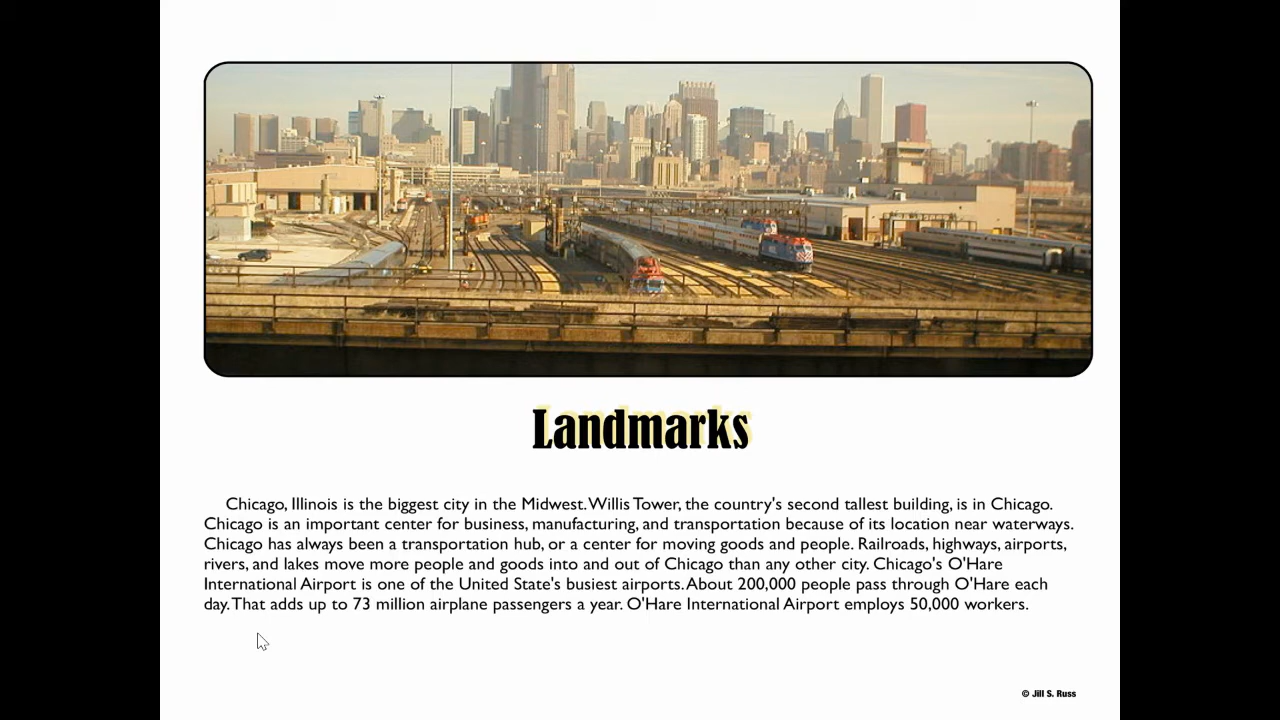 Landmarks
Chicago, Illinois is the biggest city in the Midwest. Willis Tower, the country's second tallest building, is in Chicago.
Chicago is an important center for business, manufacturing, and transportation because of its location near waterways.
Chicago has always been a transportation hub, or a center for moving goods and people. Railroads, highways, airports,
rivers, and lakes move more people and goods into and out of Chicago than any other city. Chicago's O'Hare
International Airport is one of the United State's busiest airports. About 200,000 people pass through O'Hare each
day. That adds up to 73 million airplane passengers a year. O'Hare International Airport employs 50,000 workers.
© Jill S. Russ